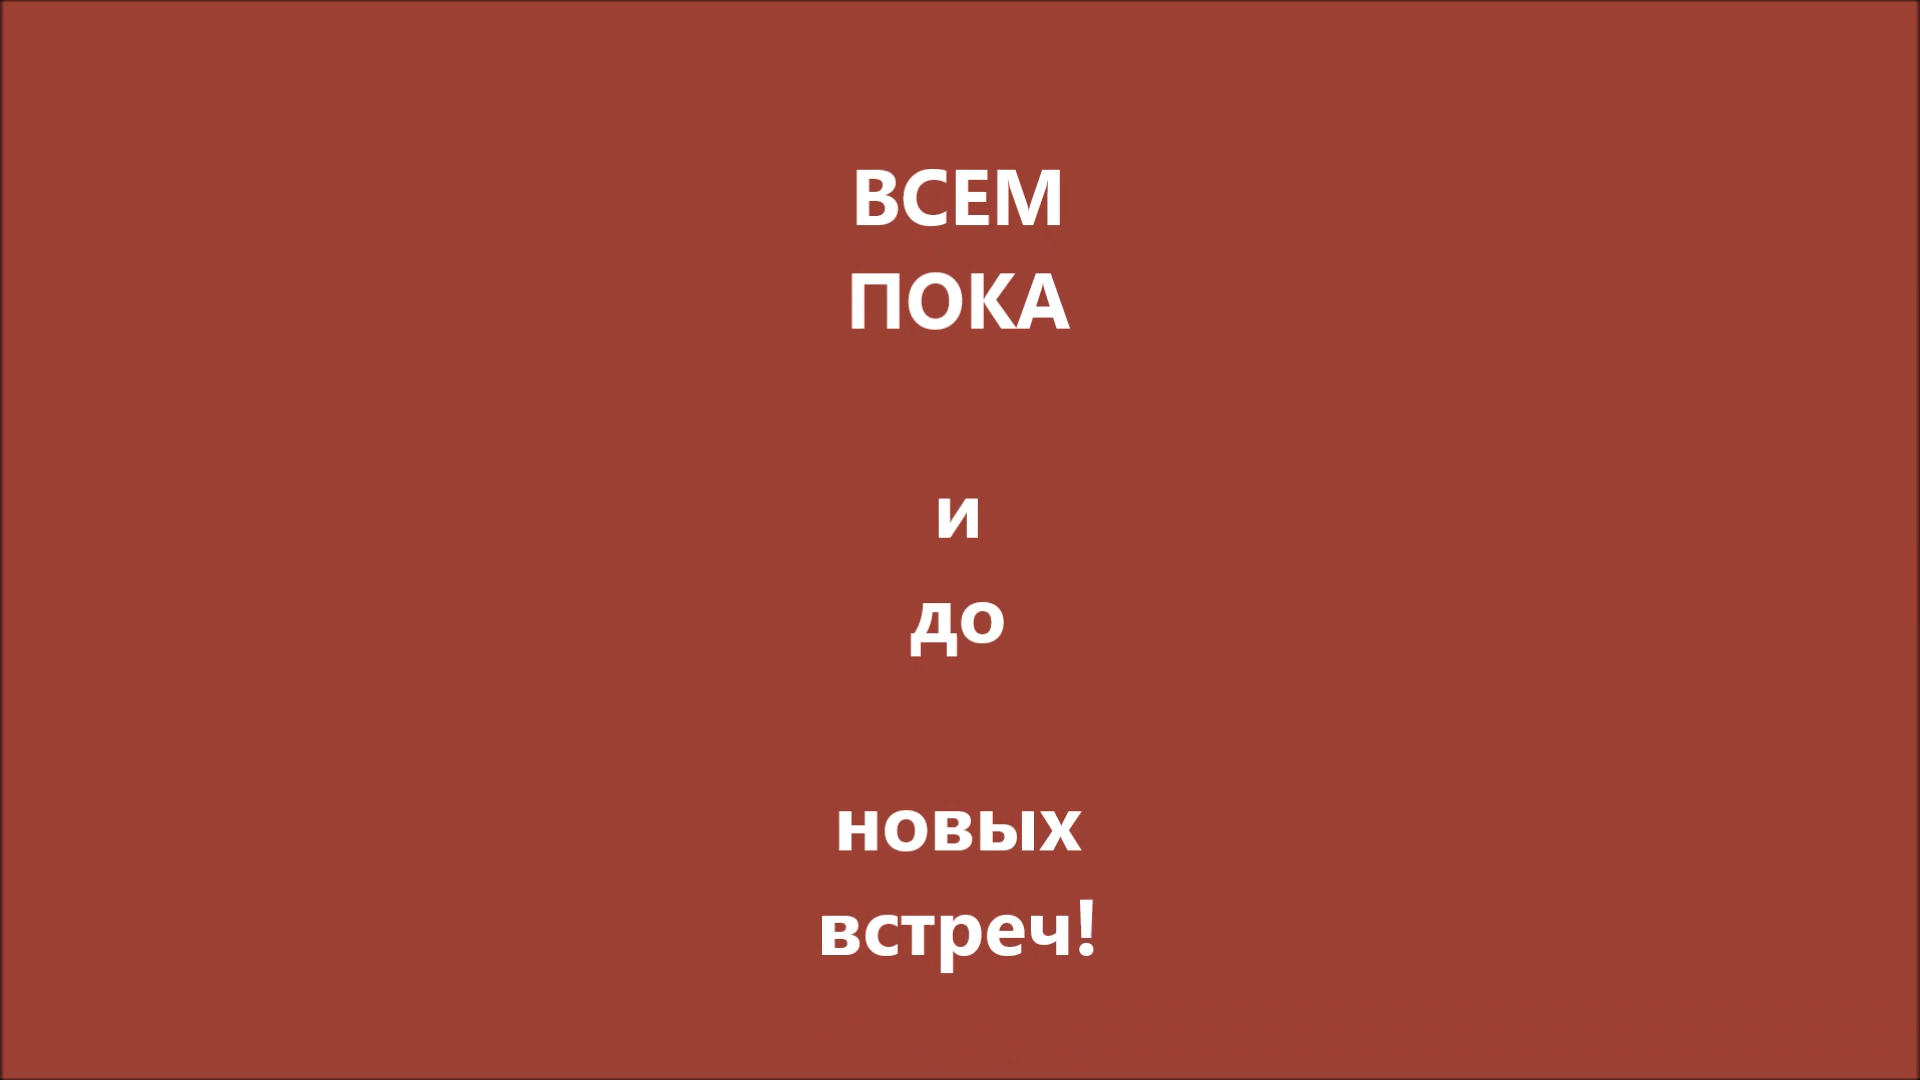 ВСЕМ
ПОКА
и
до
новых
встреч!